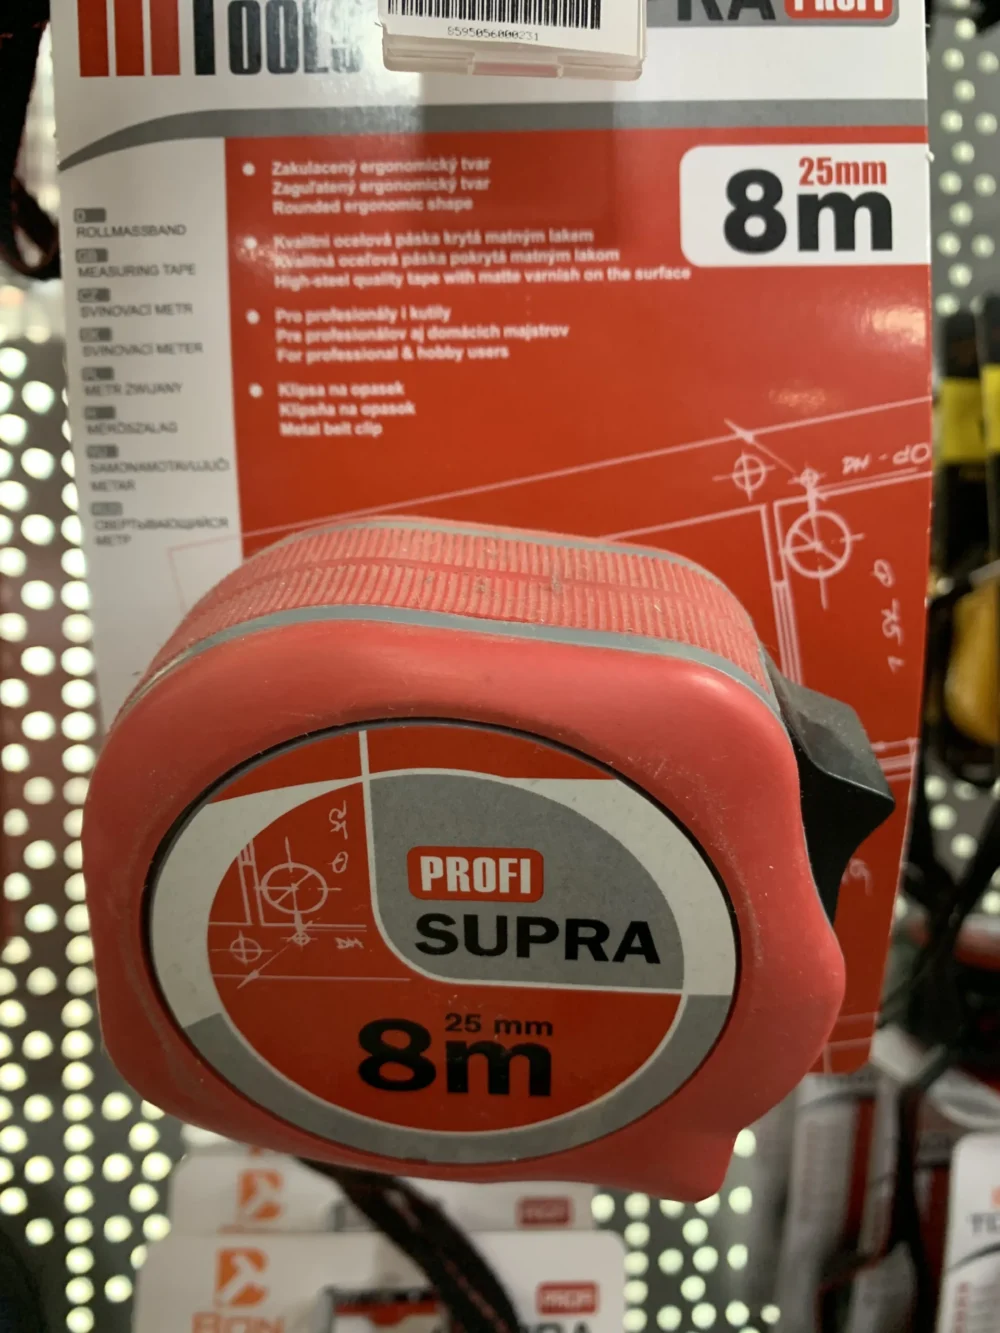 TOOLS
8595056000231
PROFI
Zakulacený ergonomický tvar
Zaguľatený ergonomický tvar
Rounded ergonomic shape
Kvalitní ocelová páska krytá matným lakem
Kvalitná oceľová páska pokrytá matným lakom
High-steel quality tape with matte varnish on the surface
Pro profesionály i kutily
Pre profesionálov aj domácich majstrov
For professional & hobby users
Klipsa na opasek
Klipsňa na opasok
Metal belt clip
25mm
8m
D
ROLLMASSBAND
GB
MEASURING TAPE
CZ
SVINOVACÍ METR
SK
SVINOVACÍ METER
PL
METR ZWIJANY
H
MÉRŐSZALAG
METAR
RUS
СВЕРТЫВАЮЩИЙСЯ
МЕТР
PROFI
SUPRA
25 mm
8m
PROFI
BON
PROFI